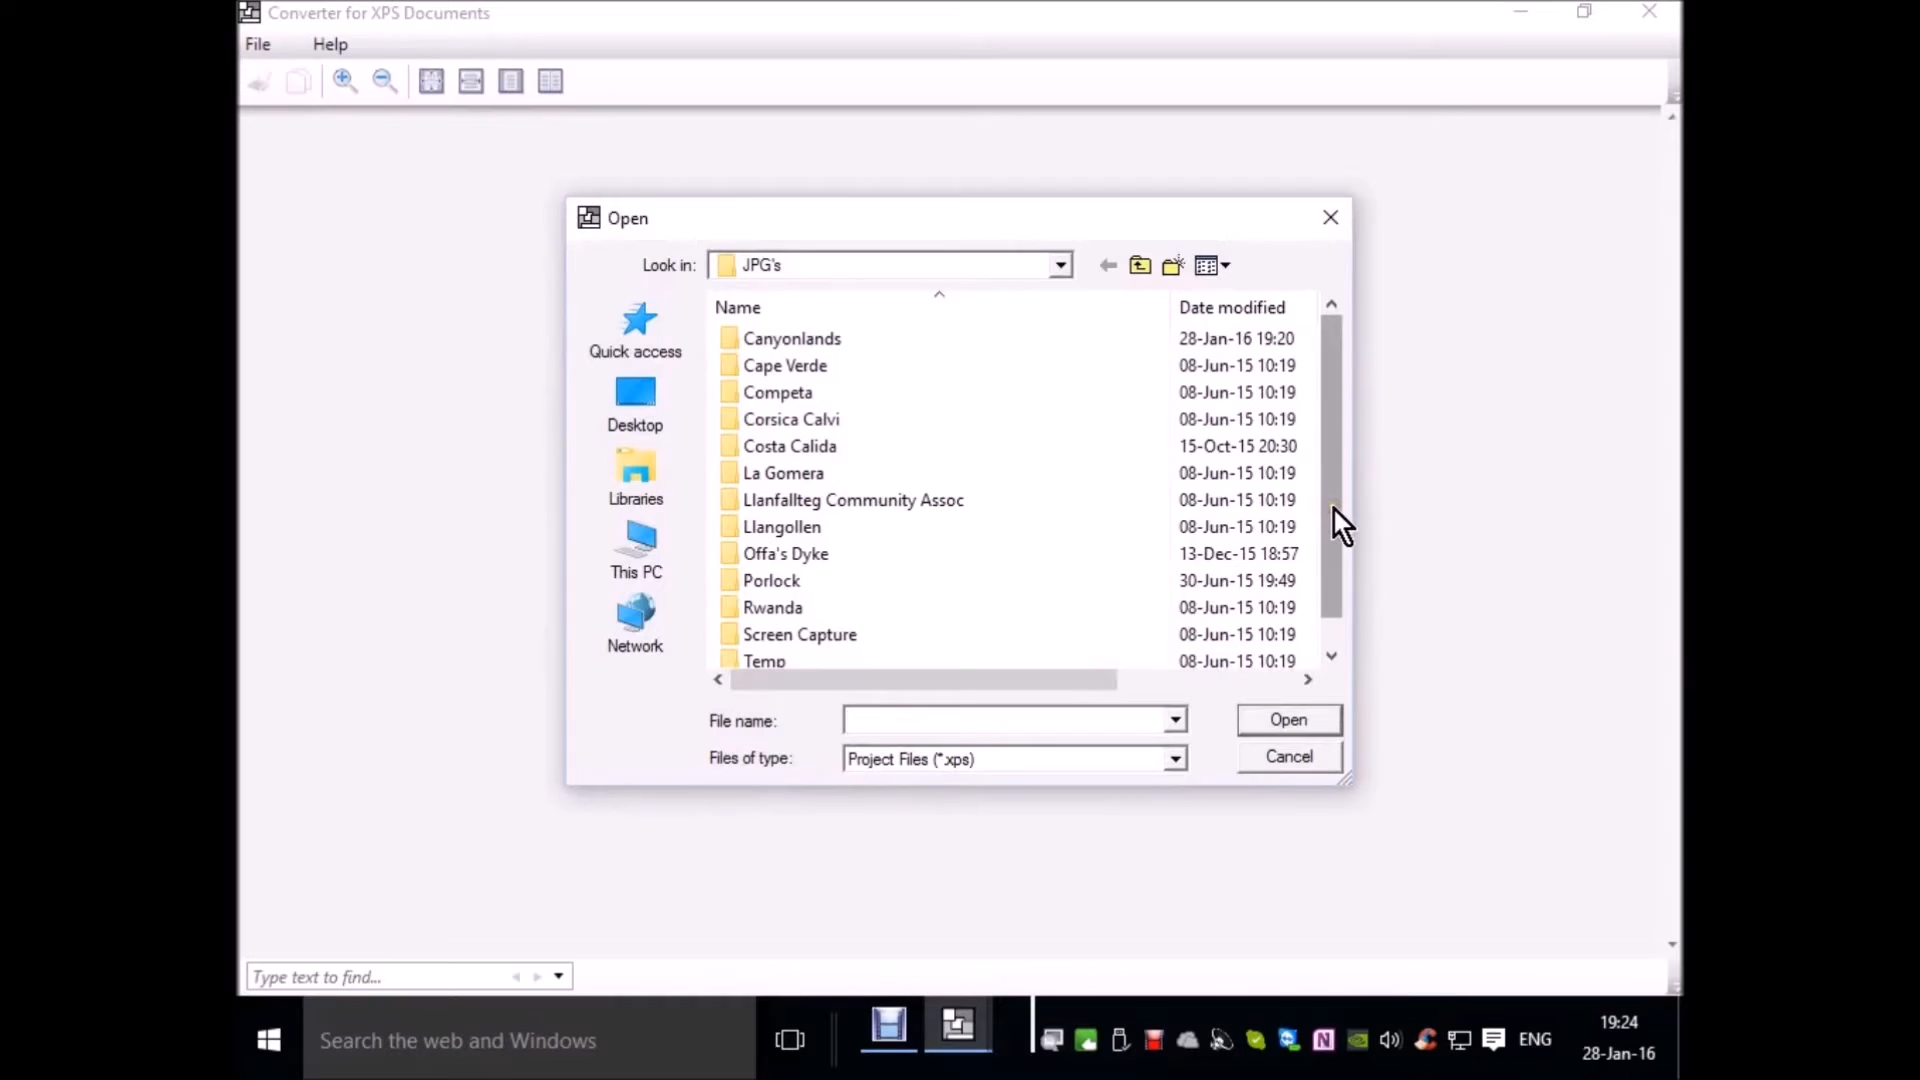 Converter for XPS Documents
File Help
Open
Look in: JPG's
Name Date modified
Canyonlands 28-Jan-16 19:20
Cape Verde 08-Jun-15 10:19
Competa 08-Jun-15 10:19
Corsica Calvi 08-Jun-15 10:19
Costa Calida 15-Oct-15 20:30
La Gomera 08-Jun-15 10:19
Llanfallteg Community Assoc 08-Jun-15 10:19
Llangollen 08-Jun-15 10:19
Offa's Dyke 13-Dec-15 18:57
Porlock 30-Jun-15 19:49
Rwanda 08-Jun-15 10:19
Screen Capture 08-Jun-15 10:19
Temp 08-Jun-15 10:19
Quick access
Desktop
Libraries
This PC
Network
File name: Open
Files of type: Project Files (*.xps) Cancel
Type text to find...
Search the web and Windows
N
ENG
19:24
28-Jan-16